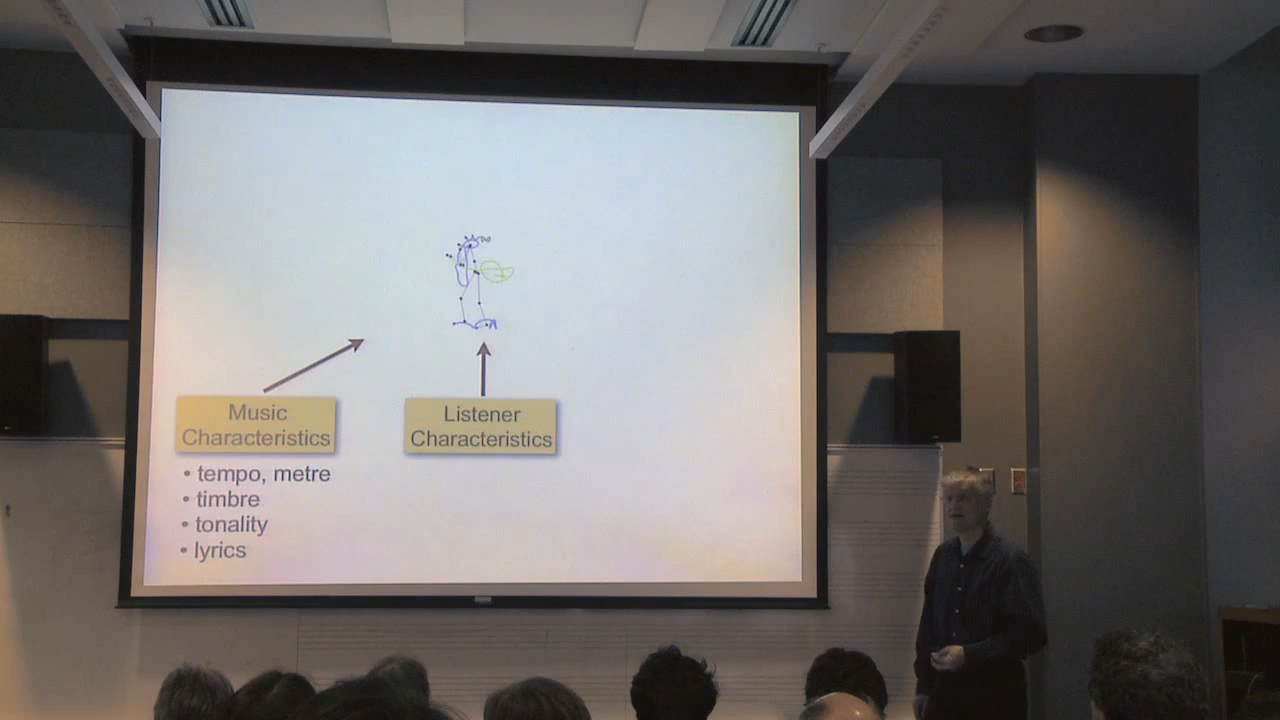 Music
Characteristics
• tempo, metre
• timbre
• tonality
• lyrics
Listener
Characteristics